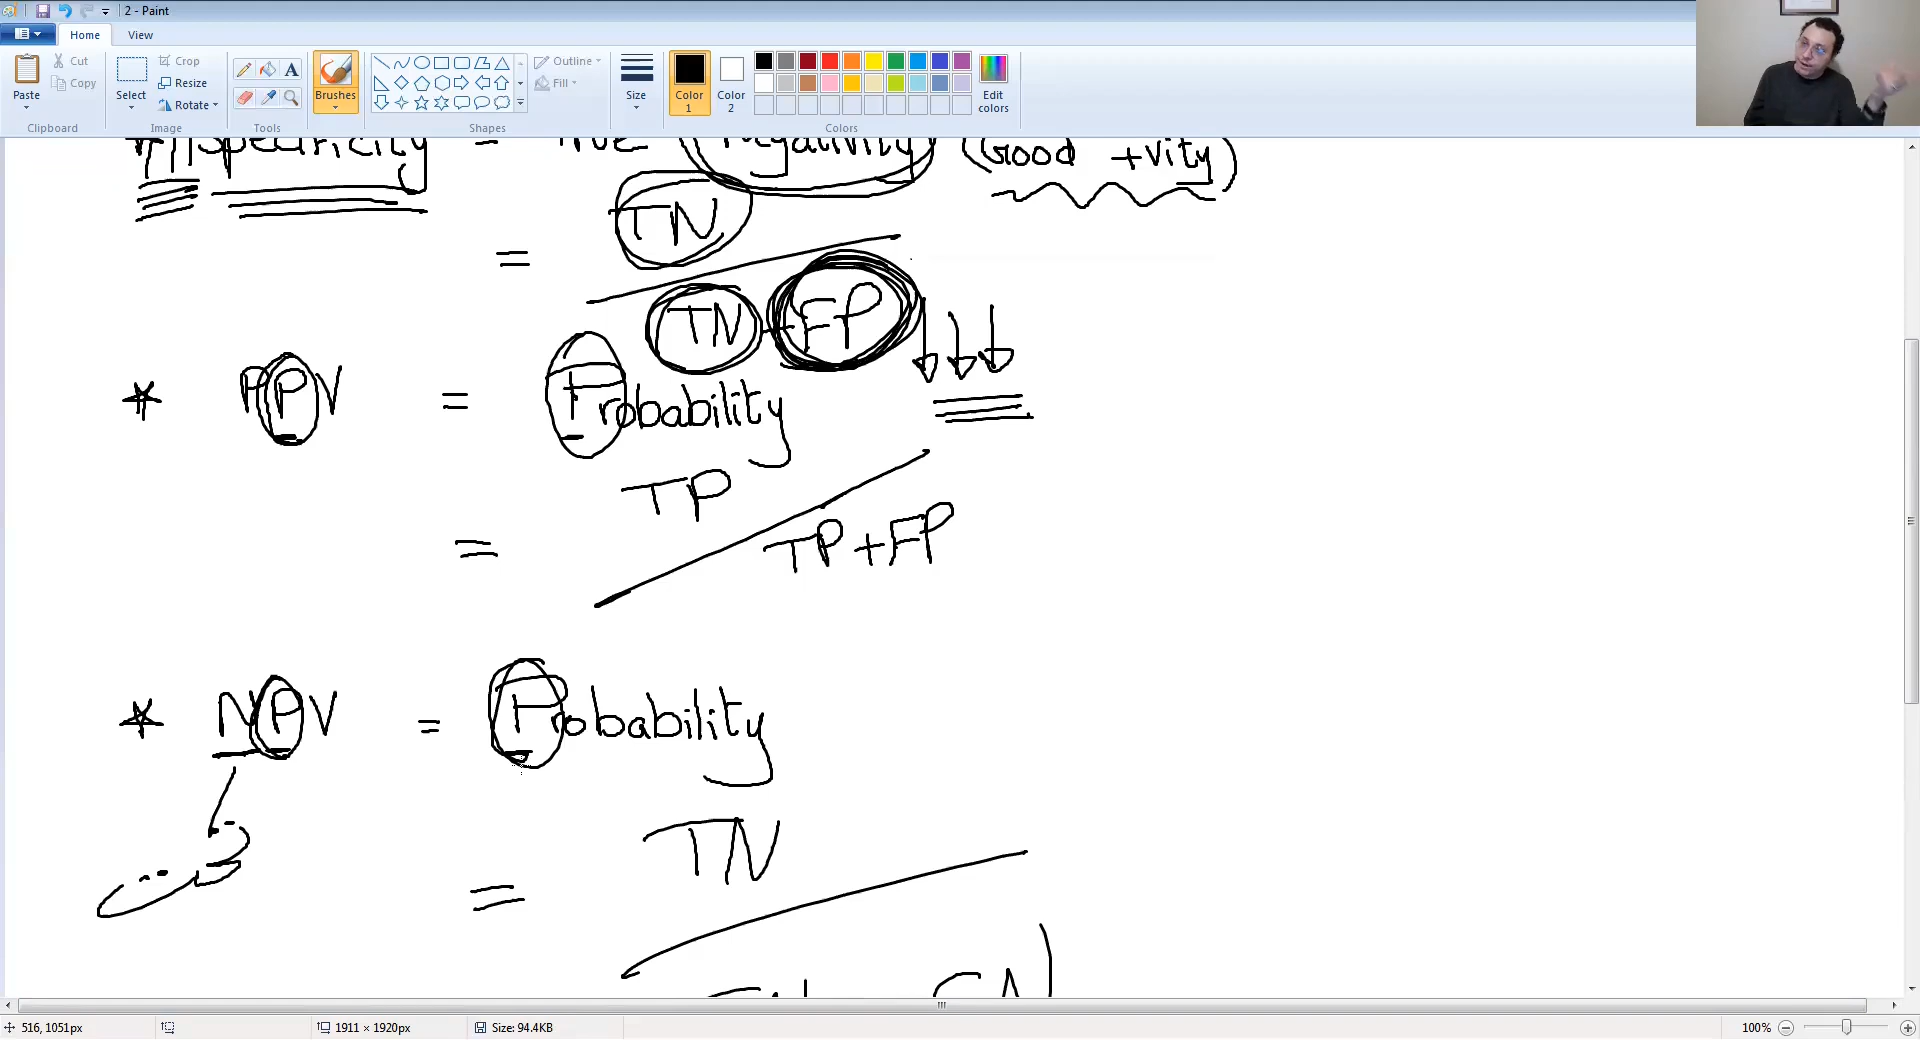 2 - Paint
Home View
Paste Cut Copy Clipboard
Select Crop Resize Rotate Image
A Tools
Brushes
Outline Fill Shapes
Size
Color 1 Color 2 Edit colors Colors
specificity = negativity (Good +vity)
TN
=
TN + FP
* PPV = Probability
TP
=
TP + FP
* NPV = Probability
TN
=
516, 1051px 1911 × 1920px Size: 94.4KB 100%